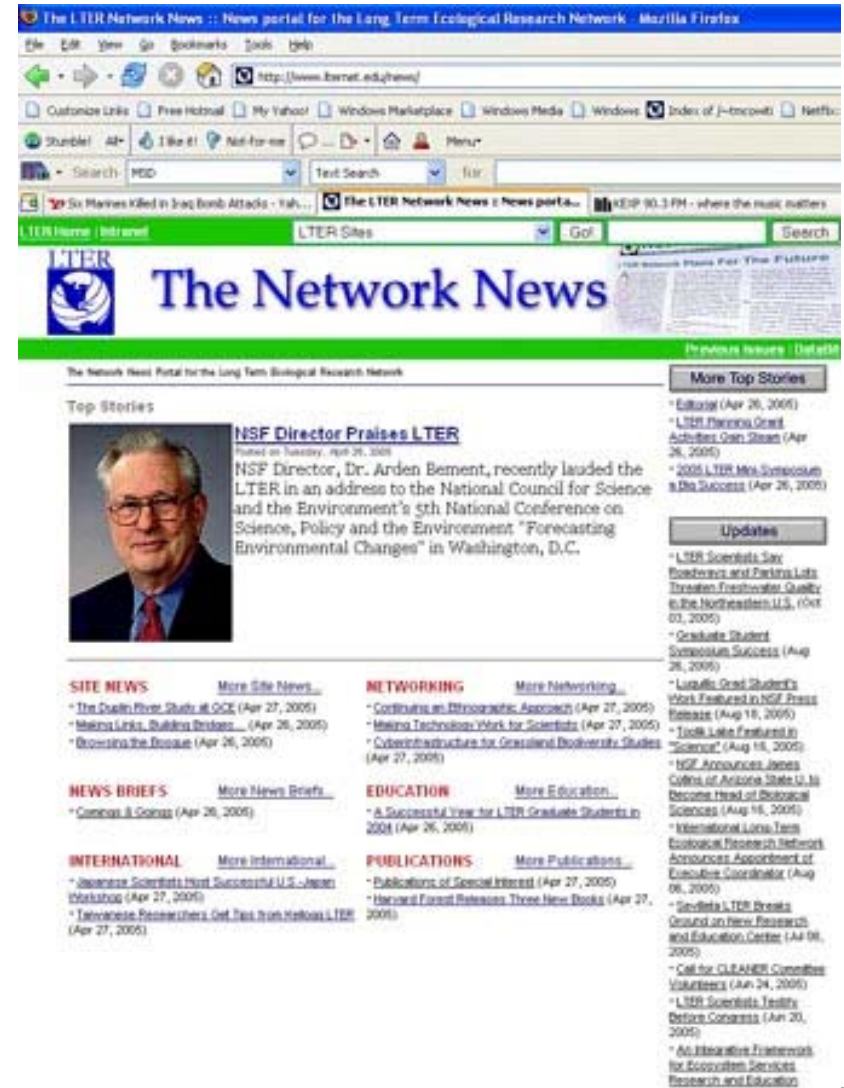 The LTER Network News :: News portal for the Long Term Ecological Research Network - Mozilla Firefox
File Edit View Go Bookmarks Tools Help
http://www.lternet.edu/news/
Customize Links Free Hotmail My Yahoo! Windows Marketplace Windows Media Windows Index of /~tmcowiti Netflix:
Stumble! All I like it! Not-for-me Menu
Search MSD Text Search for
Six Marines Killed in Iraq Bomb Attacks - Yah... The LTER Network News :: News porta... KEXP 90.3 FM - where the music matters
LTER Home | Intranet LTER Sites Go! Search
LTER
The Network News
Plans For The Future
Previous Issues | DataBit
The Network News Portal for the Long Term Ecological Research Network
Top Stories
NSF Director Praises LTER
Posted on Tuesday, April 26, 2005
NSF Director, Dr. Arden Bement, recently lauded the
LTER in an address to the National Council for Science
and the Environment's 5th National Conference on
Science, Policy and the Environment "Forecasting
Environmental Changes" in Washington, D.C.
SITE NEWS More Site News...
* The Duplin River Study at GCE (Apr 27, 2005)
* Making Links, Building Bridges.... (Apr 26, 2005)
* Browsing the Bosque (Apr 26, 2005)
NETWORKING More Networking...
* Continuing an Ethnographic Approach (Apr 27, 2005)
* Making Technology Work for Scientists (Apr 27, 2005)
* Cyberinfrastructure for Grassland Biodiversity Studies
(Apr 27, 2005)
NEWS BRIEFS More News Briefs...
* Comings & Goings (Apr 26, 2005)
EDUCATION More Education...
* A Successful Year for LTER Graduate Students in
2004 (Apr 26, 2005)
INTERNATIONAL More International...
* Japanese Scientists Host Successful U.S.-Japan
Workshop (Apr 27, 2005)
* Taiwanese Researchers Get Tips from Kellogg LTER
(Apr 27, 2005)
PUBLICATIONS More Publications...
* Publications of Special Interest (Apr 27, 2005)
* Harvard Forest Releases Three New Books (Apr 27,
2005)
More Top Stories
* Editorial (Apr 26, 2005)
* LTER Planning Grant
Activities Gain Steam (Apr
26, 2005)
* 2005 LTER Mini-Symposium
a Big Success (Apr 26, 2005)
Updates
* LTER Scientists Say
Roadways and Parking Lots
Threaten Freshwater Quality
in the Northeastern U.S. (Oct
03, 2005)
* Graduate Student
Symposium Success (Aug
26, 2005)
* Luquillo Grad Student's
Work Featured in NSF Press
Release (Aug 18, 2005)
* Toolik Lake Featured in
"Science" (Aug 16, 2005)
* NSF Announces James
Collins of Arizona State U. to
Become Head of Biological
Sciences (Aug 16, 2005)
* International Long-Term
Ecological Research Network
Announces Appointment of
Executive Coordinator (Aug
06, 2005)
* Sevilleta LTER Breaks
Ground on New Research
and Education Center (Jul 08,
2005)
* Call for CLEANER Committee
Volunteers (Jun 24, 2005)
* LTER Scientists Testify
Before Congress (Jun 20,
2005)
* An Integrative Framework
for Ecosystem Services
Research and Education